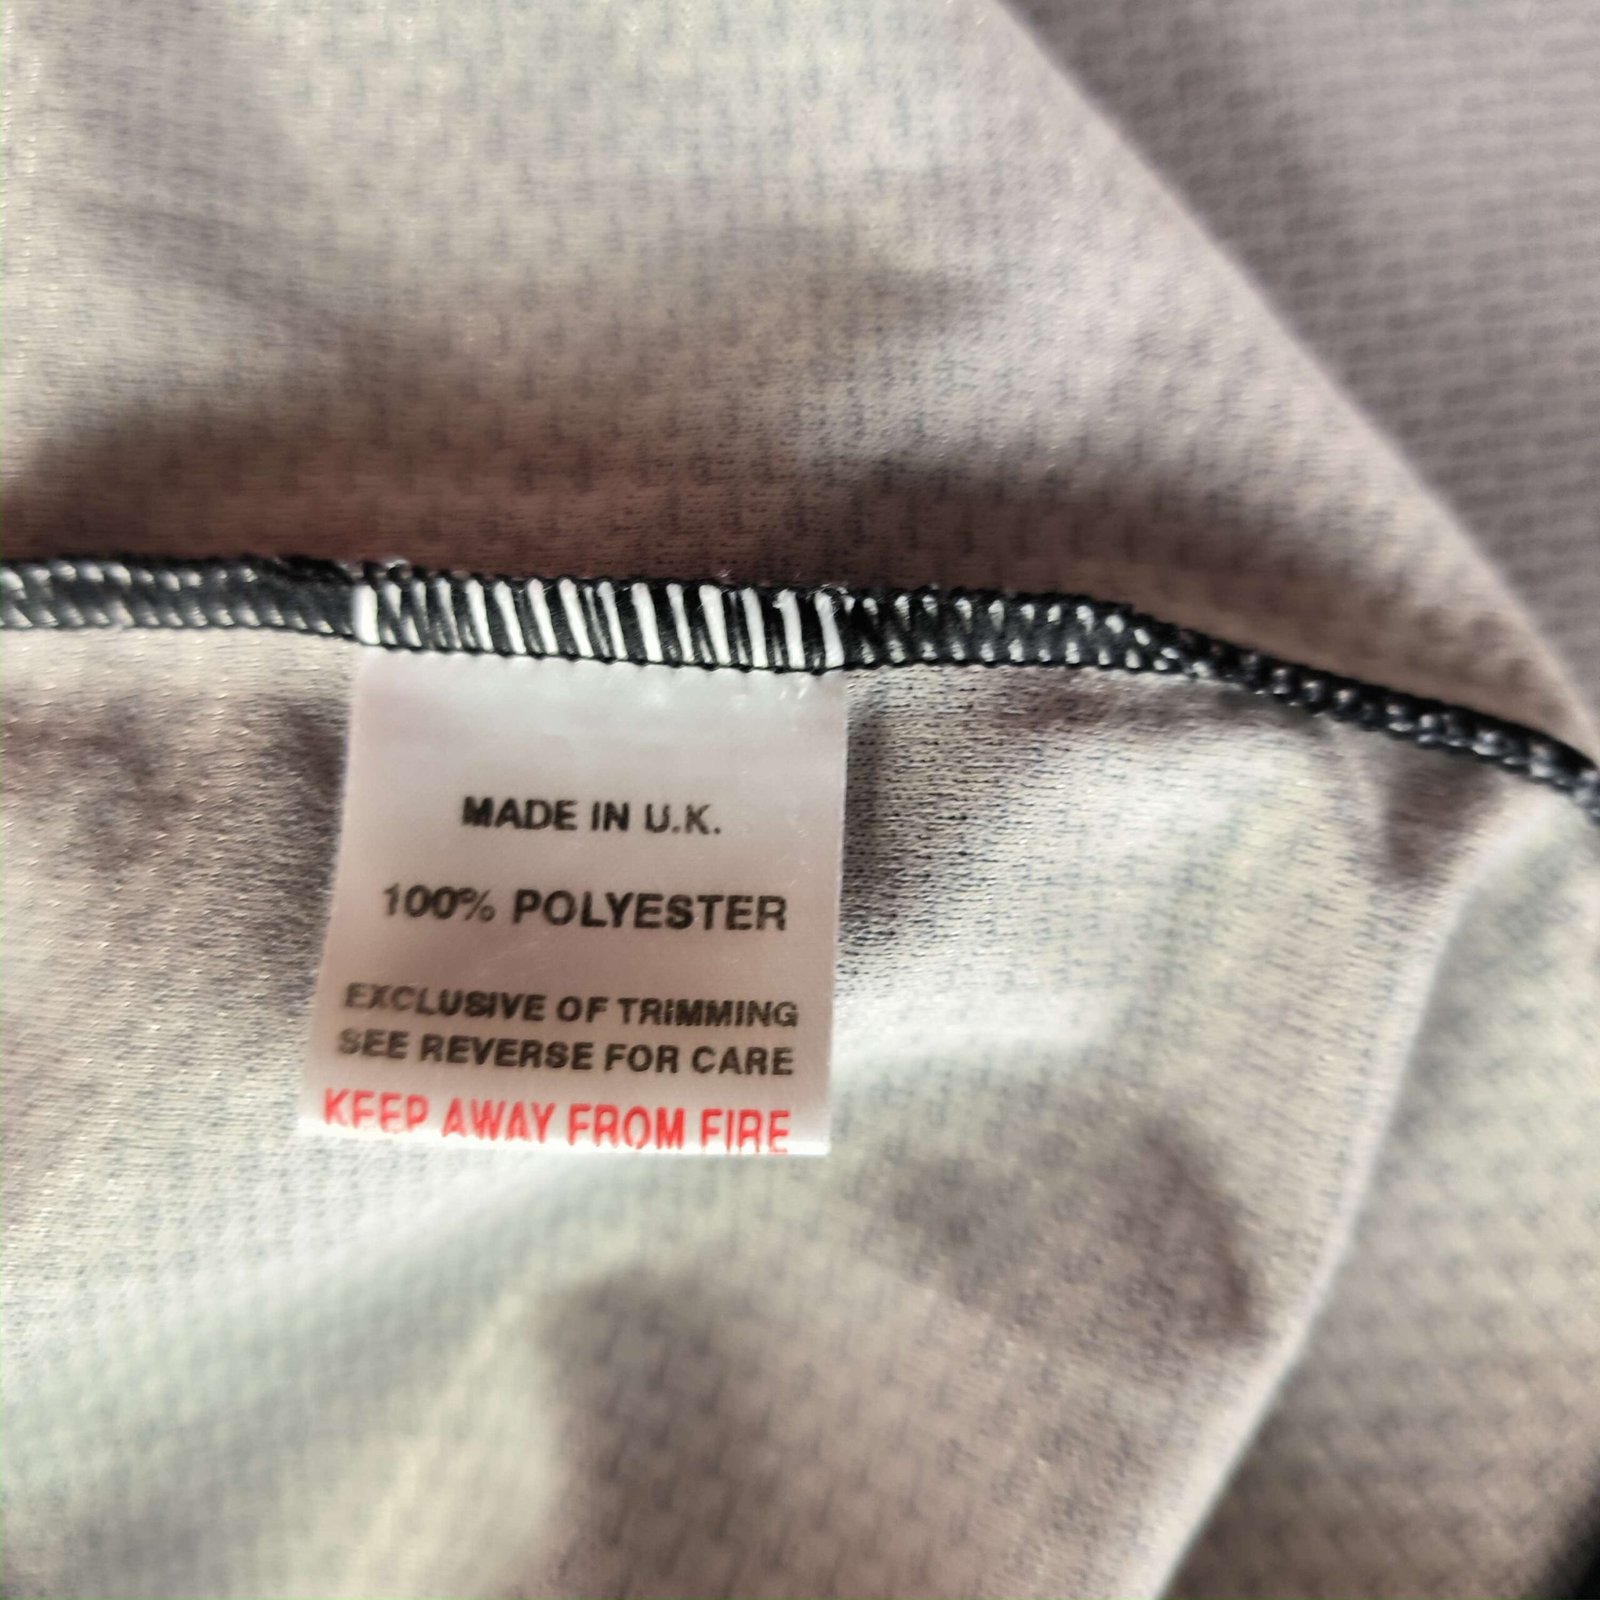 MADE IN U.K.
100% POLYESTER
EXCLUSIVE OF TRIMMING
SEE REVERSE FOR CARE
KEEP AWAY FROM FIRE